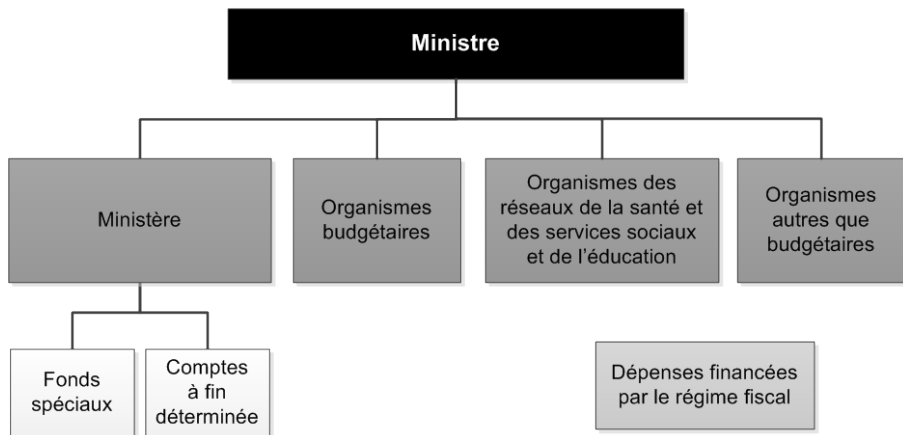 Ministre
Ministère
Organismes
budgétaires
Organismes des
réseaux de la santé et
des services sociaux
et de l'éducation
Organismes
autres que
budgétaires
Fonds
spéciaux
Comptes
à fin
déterminée
Dépenses financées
par le régime fiscal